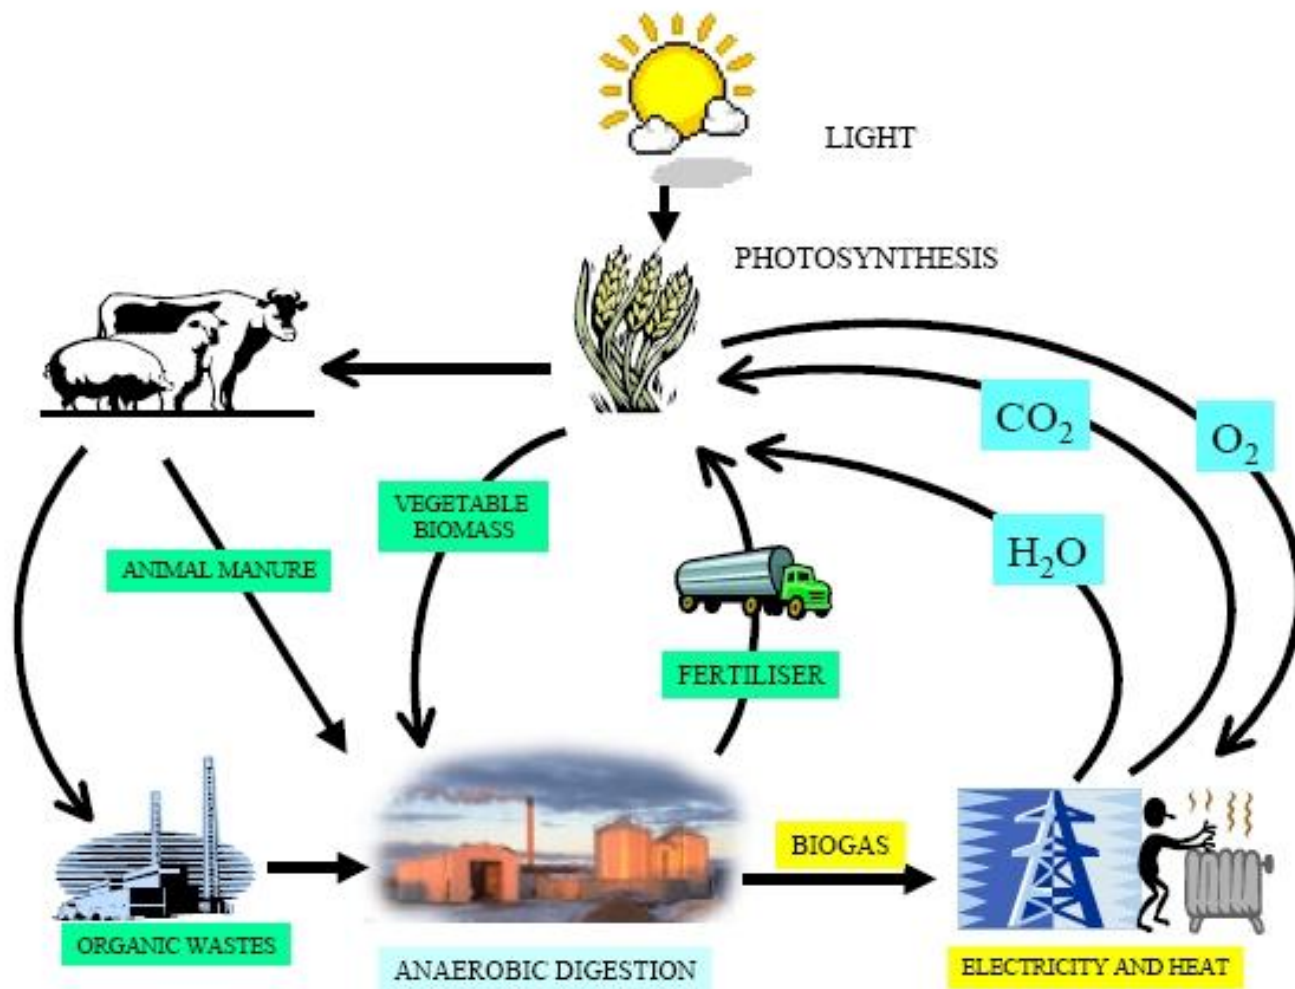 LIGHT
PHOTOSYNTHESIS
CO₂
O₂
VEGETABLE
BIOMASS
H₂O
ANIMAL MANURE
FERTILISER
BIOGAS
ORGANIC WASTES
ANAEROBIC DIGESTION
ELECTRICITY AND HEAT